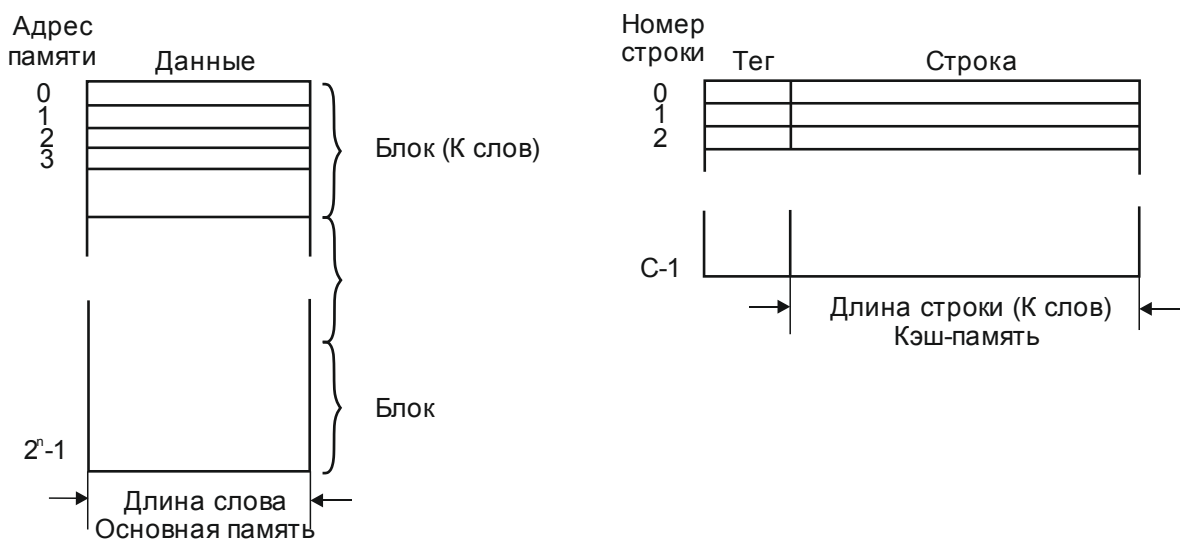 Адрес
памяти
Данные
0
1
2
3
Блок (К слов)
Блок
2ⁿ-1
Длина слова
Основная память
Номер
строки
Тег
Строка
0
1
2
С-1
Длина строки (К слов)
Кэш-память